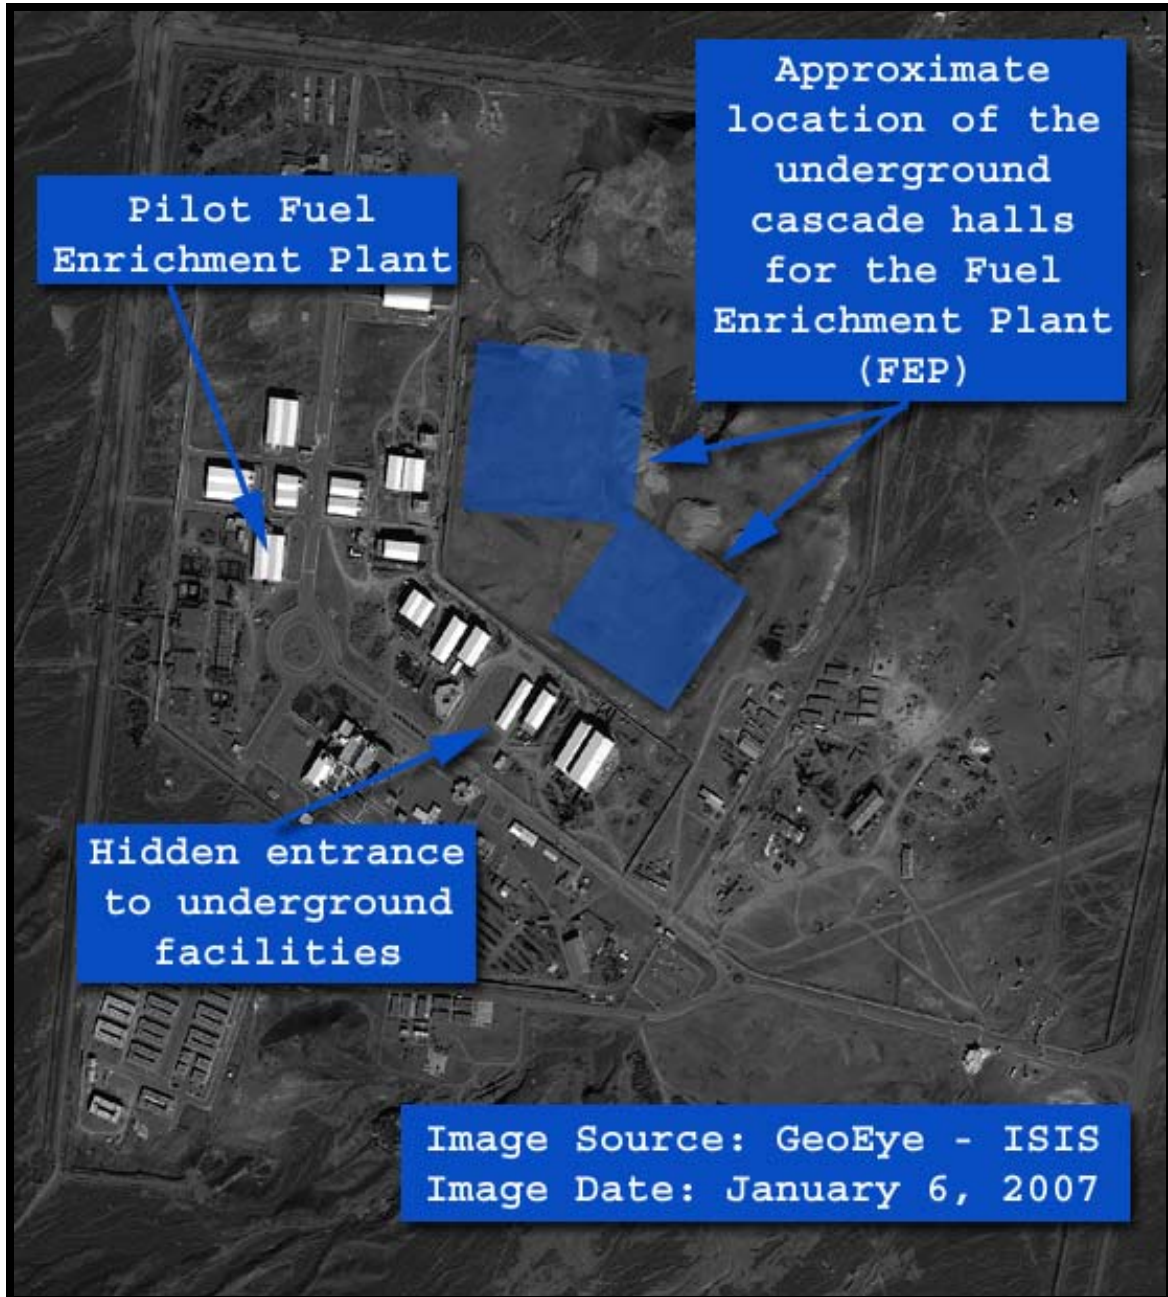 Approximate
location of the
underground
cascade halls
for the Fuel
Enrichment Plant
(FEP)
Pilot Fuel
Enrichment Plant
Hidden entrance
to underground
facilities
Image Source: GeoEye - ISIS
Image Date: January 6, 2007